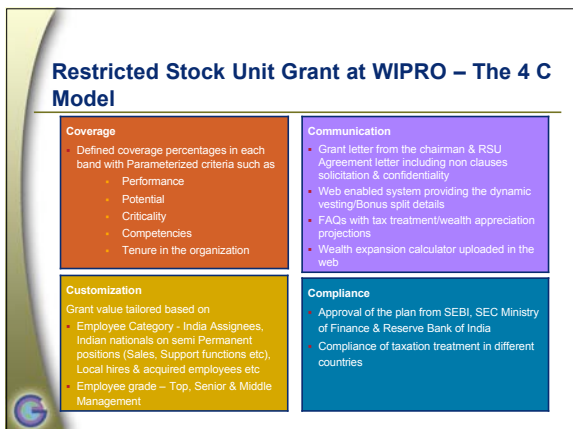 Restricted Stock Unit Grant at WIPRO – The 4 C
Model
Coverage
Defined coverage percentages in each
band with Parameterized criteria such as
Performance
Potential
Criticality
Competencies
Tenure in the organization
Communication
Grant letter from the chairman & RSU
Agreement letter including non clauses
solicitation & confidentiality
Web enabled system providing the dynamic
vesting/Bonus split details
FAQs with tax treatment/wealth appreciation
projections
Wealth expansion calculator uploaded in the
web
Customization
Grant value tailored based on
Employee Category - India Assignees,
Indian nationals on semi Permanent
positions (Sales, Support functions etc),
Local hires & acquired employees etc
Employee grade – Top, Senior & Middle
Management
Compliance
Approval of the plan from SEBI, SEC Ministry
of Finance & Reserve Bank of India
Compliance of taxation treatment in different
countries